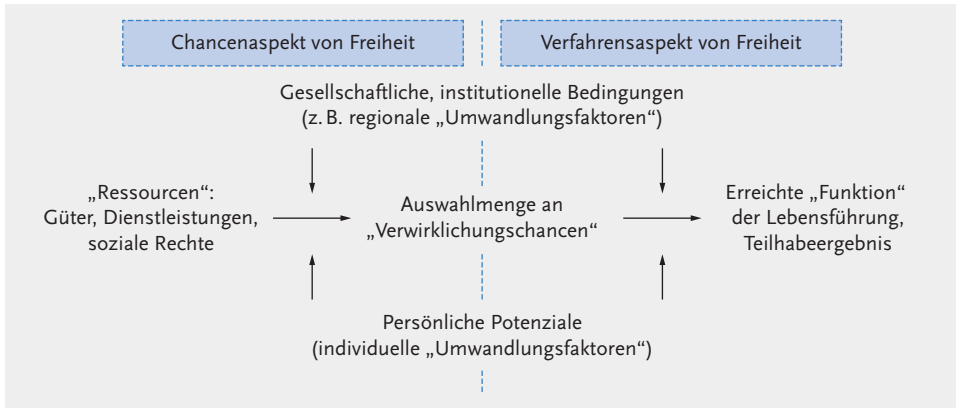 Chancenaspekt von Freiheit
Verfahrensaspekt von Freiheit
Gesellschaftliche, institutionelle Bedingungen
(z. B. regionale „Umwandlungsfaktoren“)
„Ressourcen“:
Güter, Dienstleistungen,
soziale Rechte
Auswahlmenge an
„Verwirklichungschancen“
Erreichte „Funktion“
der Lebensführung,
Teilhabeergebnis
Persönliche Potenziale
(individuelle „Umwandlungsfaktoren“)